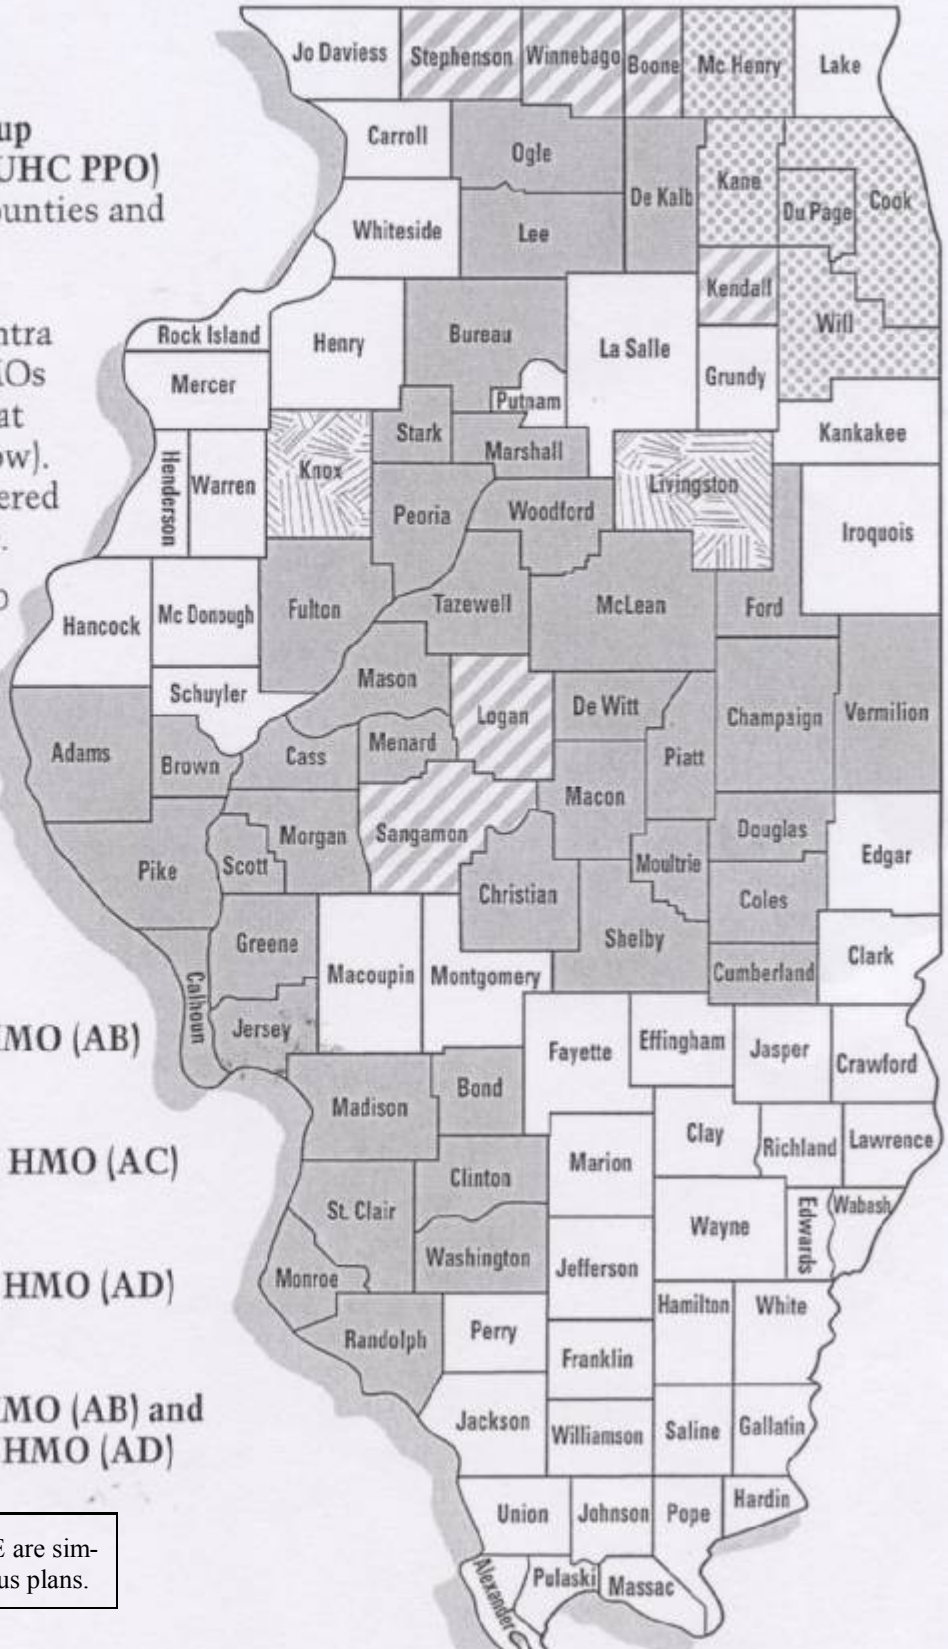 up
UHC PPO)
ounties and
ntra
IOs
at
ow).
ered
.
o
MO (AB)
HMO (AC)
HMO (AD)
MO (AB) and
HMO (AD)
E are sim-
us plans.
Jo Daviess
Stephenson
Winnebago
Boone
Mc Henry
Lake
Carroll
Ogle
De Kalb
Kane
Du Page
Cook
Whiteside
Lee
Kendall
Will
Rock Island
Henry
Bureau
La Salle
Grundy
Mercer
Putnam
Kankakee
Stark
Marshall
Henderson
Warren
Knox
Livingston
Peoria
Woodford
Iroquois
Hancock
Mc Donough
Fulton
Tazewell
McLean
Ford
Schuyler
Mason
Logan
De Witt
Champaign
Vermilion
Adams
Brown
Cass
Menard
Piatt
Macon
Pike
Scott
Morgan
Sangamon
Christian
Moultrie
Douglas
Edgar
Coles
Shelby
Greene
Macoupin
Montgomery
Cumberland
Clark
Calhoun
Jersey
Fayette
Effingham
Jasper
Crawford
Madison
Bond
Clay
Richland
Lawrence
Marion
Clinton
St. Clair
Wayne
Edwards
Wabash
Washington
Jefferson
Monroe
Randolph
Perry
Hamilton
White
Franklin
Jackson
Williamson
Saline
Gallatin
Union
Johnson
Pope
Hardin
Alexander
Pulaski
Massac